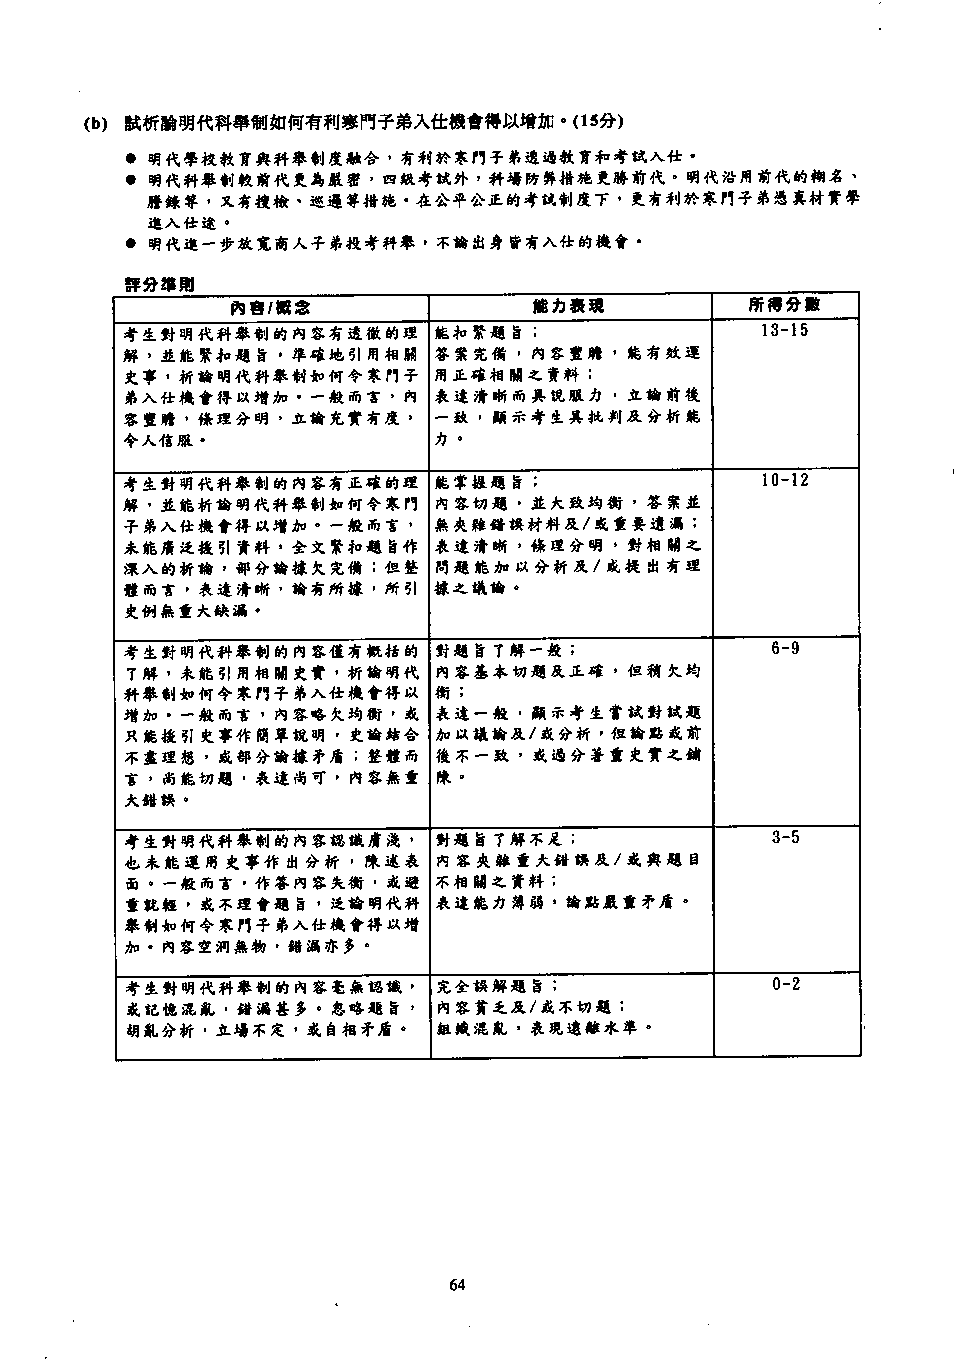 (b) 試析論明代科舉制如何有利寒門子弟入仕機會得以增加。(15分)
● 明代學校教育與科舉制度融合，有利於寒門子弟透過教育和考試入仕。
● 明代科舉制較前代更為嚴密，四級考試外，科場防弊措施更勝前代。明代沿用前代的糊名、
謄錄等，又有搜檢、巡邏等措施。在公平公正的考試制度下，更有利於寒門子弟憑真材實學
進入仕途。
● 明代進一步放寬商人子弟投考科舉，不論出身皆有入仕的機會。
評分準則
內容/概念 能力表現 所得分數
考生對明代科舉制的內容有透徹的理
解，並能緊扣題旨，準確地引用相關
史事，析論明代科舉制如何令寒門子
弟入仕機會得以增加。一般而言，內
容豐贍，條理分明，立論充實有度，
令人信服。
能扣緊題旨；
答案完備，內容豐贍，能有效運
用正確相關之資料；
表達清晰而具說服力，立論前後
一致，顯示考生具批判及分析能
力。
13-15
考生對明代科舉制的內容有正確的理
解，並能析論明代科舉制如何令寒門
子弟入仕機會得以增加。一般而言，
未能廣泛援引資料，全文緊扣題旨作
深入的析論，部分論據欠完備；但整
體而言，表達清晰，論有所據，所引
史例無重大缺漏。
能掌握題旨；
內容切題，並大致均衡，答案並
無夾雜錯誤材料及/或重要遺漏；
表達清晰，條理分明，對相關之
問題能加以分析及/或提出有理
據之議論。
10-12
考生對明代科舉制的內容僅有概括的
了解，未能引用相關史實，析論明代
科舉制如何令寒門子弟入仕機會得以
增加。一般而言，內容略欠均衡，或
只能援引史事作簡單說明，史論結合
不盡理想，或部分論據矛盾；整體而
言，尚能切題，表達尚可，內容無重
大錯誤。
對題旨了解一般；
內容基本切題及正確，但稍欠均
衡；
表達一般，顯示考生嘗試對試題
加以議論及/或分析，但論點或前
後不一致，或過分著重史實之鋪
陳。
6-9
考生對明代科舉制的內容認識膚淺，
也未能運用史事作出分析，陳述表
面。一般而言，作答內容失衡，或避
重就輕，或不理會題旨，泛論明代科
舉制如何令寒門子弟入仕機會得以增
加。內容空洞無物，錯漏亦多。
對題旨了解不足；
內容夾雜重大錯誤及/或與題目
不相關之資料；
表達能力薄弱，論點嚴重矛盾。
3-5
考生對明代科舉制的內容毫無認識，
或記憶混亂，錯漏甚多。忽略題旨，
胡亂分析，立場不定，或自相矛盾。
完全誤解題旨；
內容貧乏及/或不切題；
組織混亂，表現遠離水準。
0-2
64